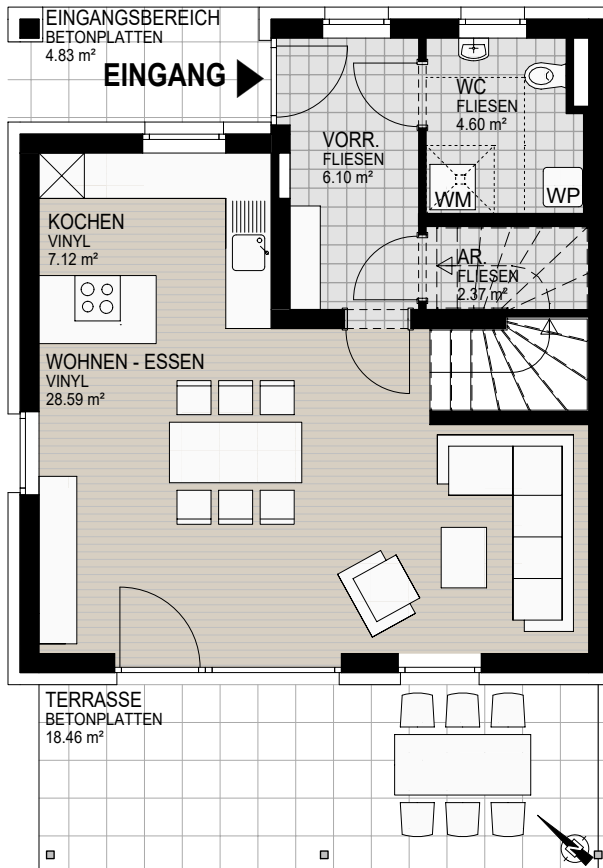 EINGANGSBEREICH
BETONPLATTEN
4.83 m²
EINGANG
WC
FLIESEN
4.60 m²
VORR.
FLIESEN
6.10 m²
WM
WP
KOCHEN
VINYL
7.12 m²
AR.
FLIESEN
2.37 m²
WOHNEN - ESSEN
VINYL
28.59 m²
TERRASSE
BETONPLATTEN
18.46 m²